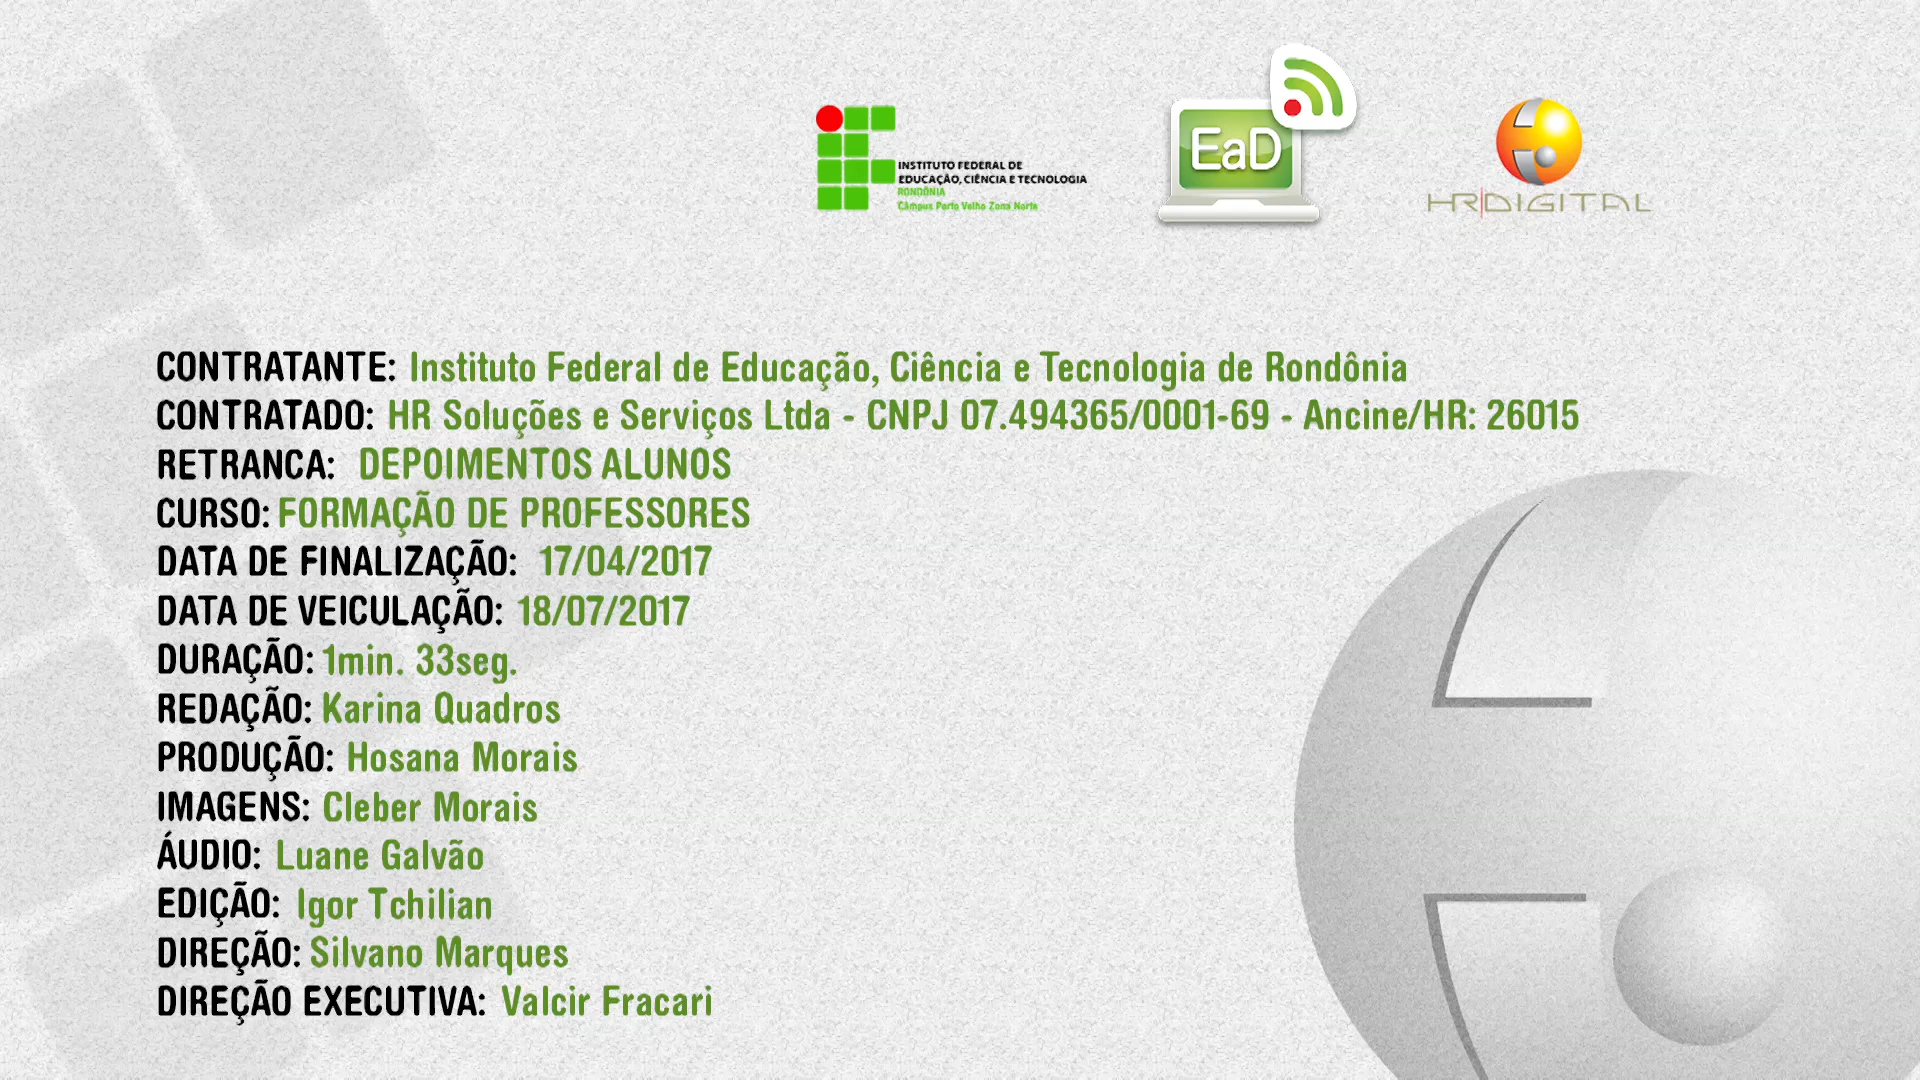 INSTITUTO FEDERAL DE
EDUCAÇÃO, CIÊNCIA E TECNOLOGIA
RONDÔNIA
Câmpus Porto Velho Zona Norte
EaD
HR|DIGITAL
CONTRATANTE: Instituto Federal de Educação, Ciência e Tecnologia de Rondônia
CONTRATADO: HR Soluções e Serviços Ltda - CNPJ 07.494365/0001-69 - Ancine/HR: 26015
RETRANCA: DEPOIMENTOS ALUNOS
CURSO: FORMAÇÃO DE PROFESSORES
DATA DE FINALIZAÇÃO: 17/04/2017
DATA DE VEICULAÇÃO: 18/07/2017
DURAÇÃO: 1min. 33seg.
REDAÇÃO: Karina Quadros
PRODUÇÃO: Hosana Morais
IMAGENS: Cleber Morais
ÁUDIO: Luane Galvão
EDIÇÃO: Igor Tchilian
DIREÇÃO: Silvano Marques
DIREÇÃO EXECUTIVA: Valcir Fracari